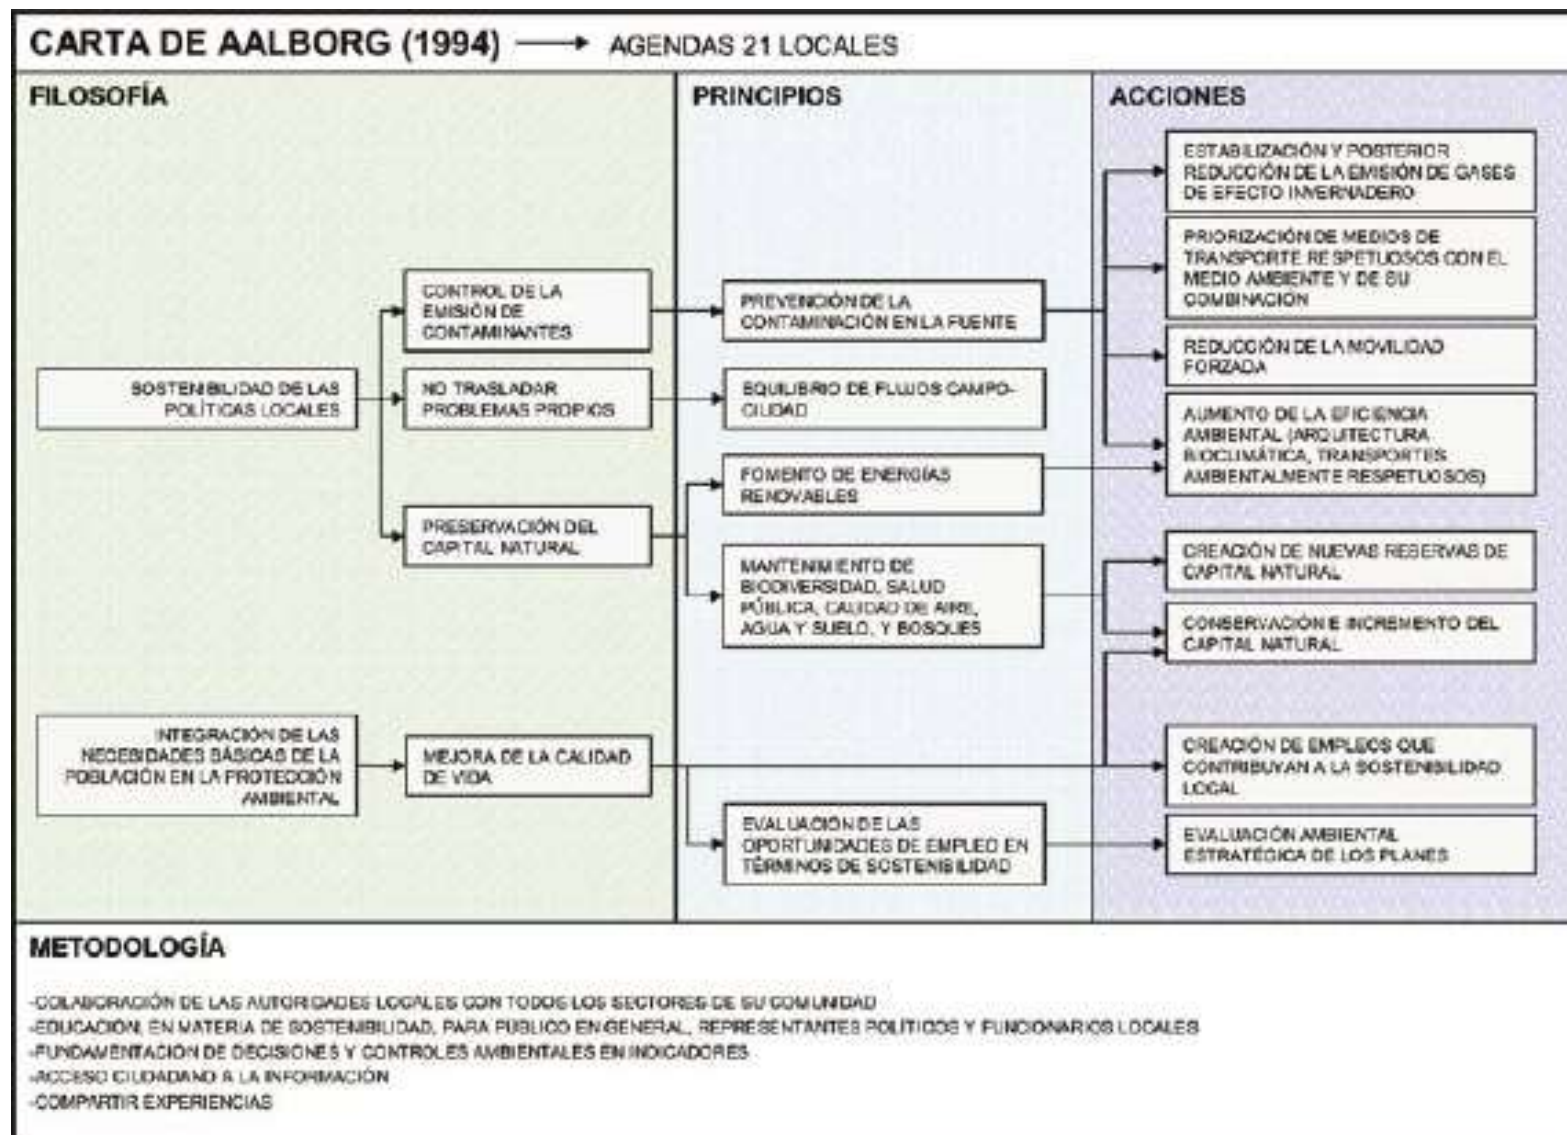 CARTA DE AALBORG (1994) → AGENDAS 21 LOCALES
FILOSOFÍA
SOSTENIBILIDAD DE LAS
POLÍTICAS LOCALES
INTEGRACIÓN DE LAS
NECESIDADES BÁSICAS DE LA
POBLACIÓN EN LA PROTECCIÓN
AMBIENTAL
CONTROL DE LA
EMISIÓN DE
CONTAMINANTES
NO TRASLADAR
PROBLEMAS PROPIOS
PRESERVACIÓN DEL
CAPITAL NATURAL
MEJORA DE LA CALIDAD
DE VIDA
PRINCIPIOS
PREVENCIÓN DE LA
CONTAMINACIÓN EN LA FUENTE
EQUILIBRIO DE FLUJOS CAMPO-
CIUDAD
FOMENTO DE ENERGÍAS
RENOVABLES
MANTENIMIENTO DE
BIODIVERSIDAD, SALUD
PÚBLICA, CALIDAD DE AIRE,
AGUA Y SUELO, Y BOSQUES
EVALUACIÓN DE LAS
OPORTUNIDADES DE EMPLEO EN
TÉRMINOS DE SOSTENIBILIDAD
ACCIONES
ESTABILIZACIÓN Y POSTERIOR
REDUCCIÓN DE LA EMISIÓN DE GASES
DE EFECTO INVERNADERO
PRIORIZACIÓN DE MEDIOS DE
TRANSPORTE RESPETUOSOS CON EL
MEDIO AMBIENTE Y DE SU
COMBINACIÓN
REDUCCIÓN DE LA MOVILIDAD
FORZADA
AUMENTO DE LA EFICIENCIA
AMBIENTAL (ARQUITECTURA
BIOCLIMÁTICA, TRANSPORTES
AMBIENTALMENTE RESPETUOSOS)
CREACIÓN DE NUEVAS RESERVAS DE
CAPITAL NATURAL
CONSERVACIÓN E INCREMENTO DEL
CAPITAL NATURAL
CREACIÓN DE EMPLEOS QUE
CONTRIBUYAN A LA SOSTENIBILIDAD
LOCAL
EVALUACIÓN AMBIENTAL
ESTRATÉGICA DE LOS PLANES
METODOLOGÍA
-COLABORACIÓN DE LAS AUTORIDADES LOCALES CON TODOS LOS SECTORES DE SU COMUNIDAD
-EDUCACIÓN, EN MATERIA DE SOSTENIBILIDAD, PARA PÚBLICO EN GENERAL, REPRESENTANTES POLÍTICOS Y FUNCIONARIOS LOCALES
-FUNDAMENTACIÓN DE DECISIONES Y CONTROLES AMBIENTALES EN INDICADORES
-ACCESO CIUDADANO A LA INFORMACIÓN
-COMPARTIR EXPERIENCIAS